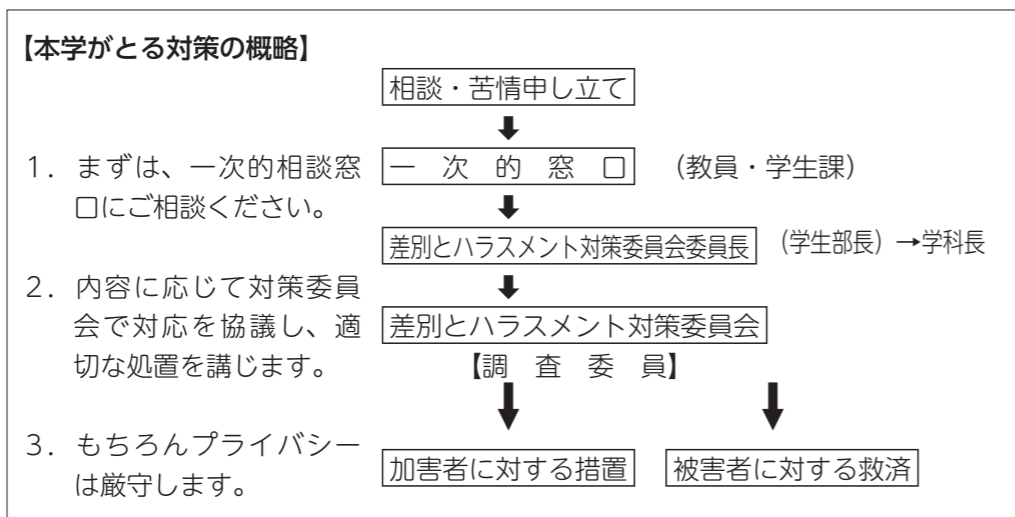 【本学がとる対策の概略】
相談・苦情申し立て
1．まずは、一次的相談窓
口にご相談ください。
一次的窓口 （教員・学生課）
差別とハラスメント対策委員会委員長 （学生部長）→学科長
2．内容に応じて対策委員
会で対応を協議し、適
切な処置を講じます。
差別とハラスメント対策委員会
【調査委員】
3．もちろんプライバシー
は厳守します。
加害者に対する措置 被害者に対する救済